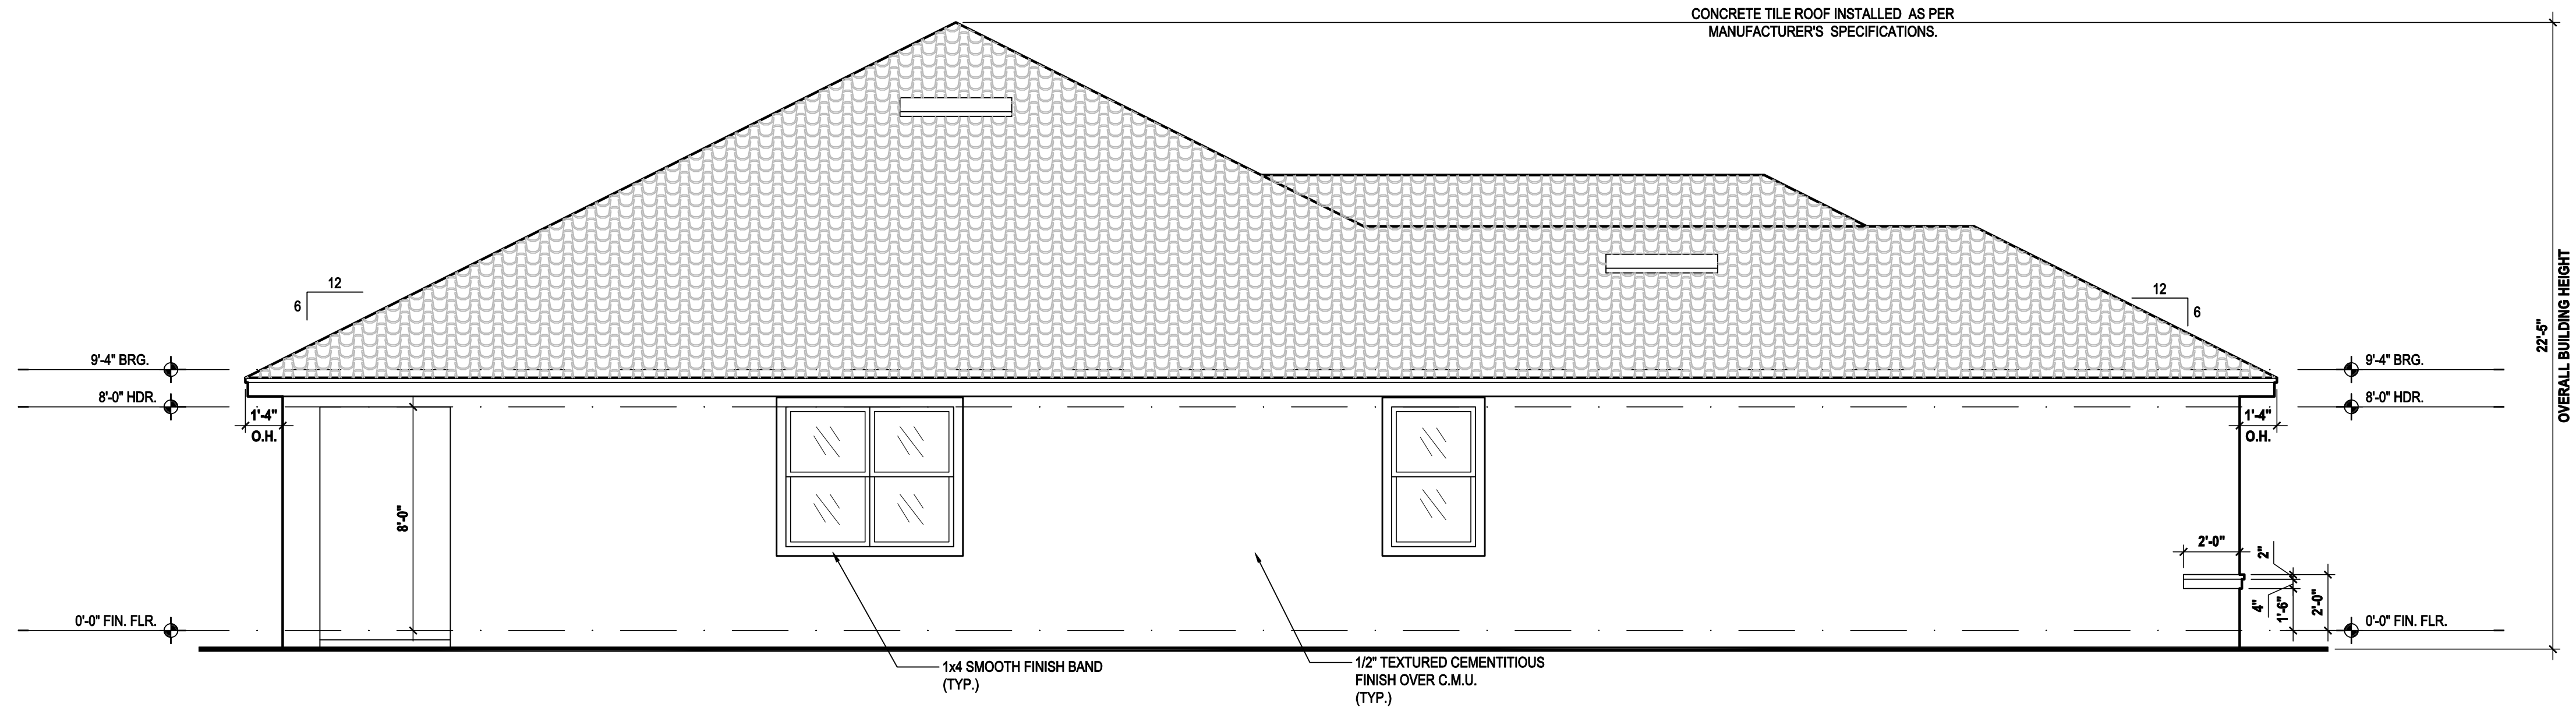 CONCRETE TILE ROOF INSTALLED AS PER
MANUFACTURER'S SPECIFICATIONS.
12
6
12
6
9'-4" BRG.
8'-0" HDR.
1'-4"
O.H.
8'-0"
0'-0" FIN. FLR.
9'-4" BRG.
8'-0" HDR.
1'-4"
O.H.
2'-0"
2"
4"
1'-6"
2'-0"
0'-0" FIN. FLR.
22'-5"
OVERALL BUILDING HEIGHT
1x4 SMOOTH FINISH BAND
(TYP.)
1/2" TEXTURED CEMENTITIOUS
FINISH OVER C.M.U.
(TYP.)